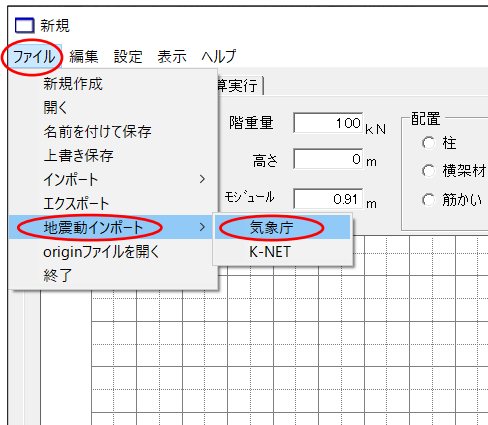 新規
ファイル 編集 設定 表示 ヘルプ
新規作成
開く
名前を付けて保存
上書き保存
インポート
エクスポート
地震動インポート
originファイルを開く
終了
気象庁
K-NET
算実行
階重量 100 kN
高さ 0 m
ﾓｼﾞｭｰﾙ 0.91 m
配置
柱
横架材
筋かい